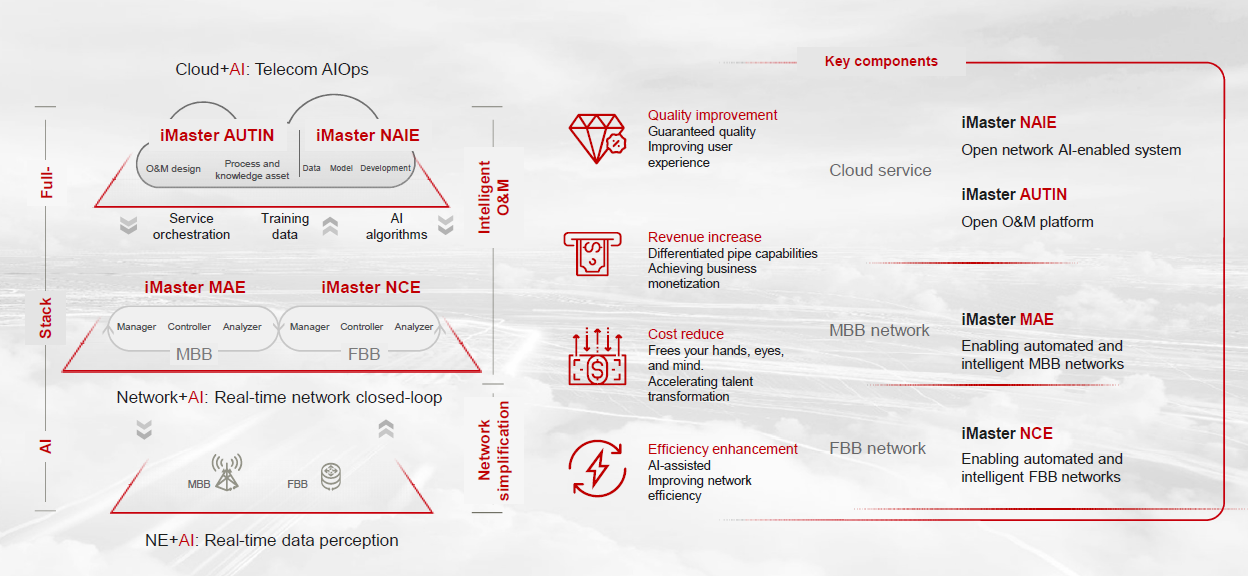 Cloud+AI: Telecom AIOps
iMaster AUTIN
iMaster NAIE
O&M design
Process and
knowledge asset
Data
Model
Development
Service
orchestration
Training
data
AI
algorithms
iMaster MAE
iMaster NCE
Manager
Controller
Analyzer
Manager
Controller
Analyzer
MBB
FBB
Network+AI: Real-time network closed-loop
MBB
FBB
NE+AI: Real-time data perception
Full-
Stack
AI
Intelligent
O&M
Network
simplification
Quality improvement
Guaranteed quality
Improving user
experience
Revenue increase
Differentiated pipe capabilities
Achieving business
monetization
Cost reduce
Frees your hands, eyes,
and mind.
Accelerating talent
transformation
Efficiency enhancement
AI-assisted
Improving network
efficiency
Key components
Cloud service
iMaster NAIE
Open network AI-enabled system
iMaster AUTIN
Open O&M platform
MBB network
iMaster MAE
Enabling automated and
intelligent MBB networks
FBB network
iMaster NCE
Enabling automated and
intelligent FBB networks